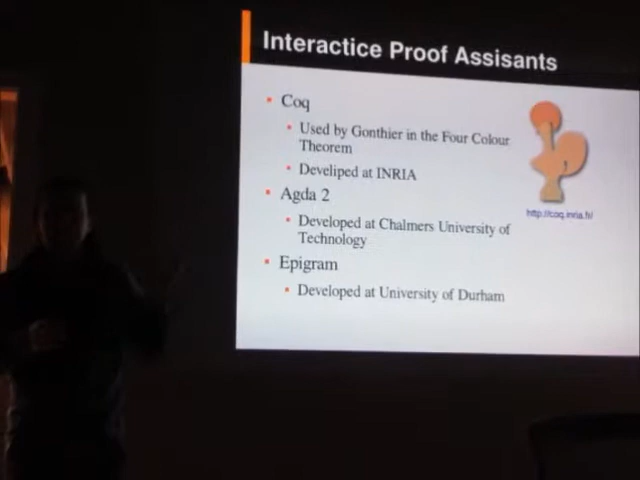 Interactice Proof Assisants
Coq
Used by Gonthier in the Four Colour
Theorem
Develiped at INRIA
Agda 2
Developed at Chalmers University of
Technology
Epigram
Developed at University of Durham
http://coq.inria.fr/